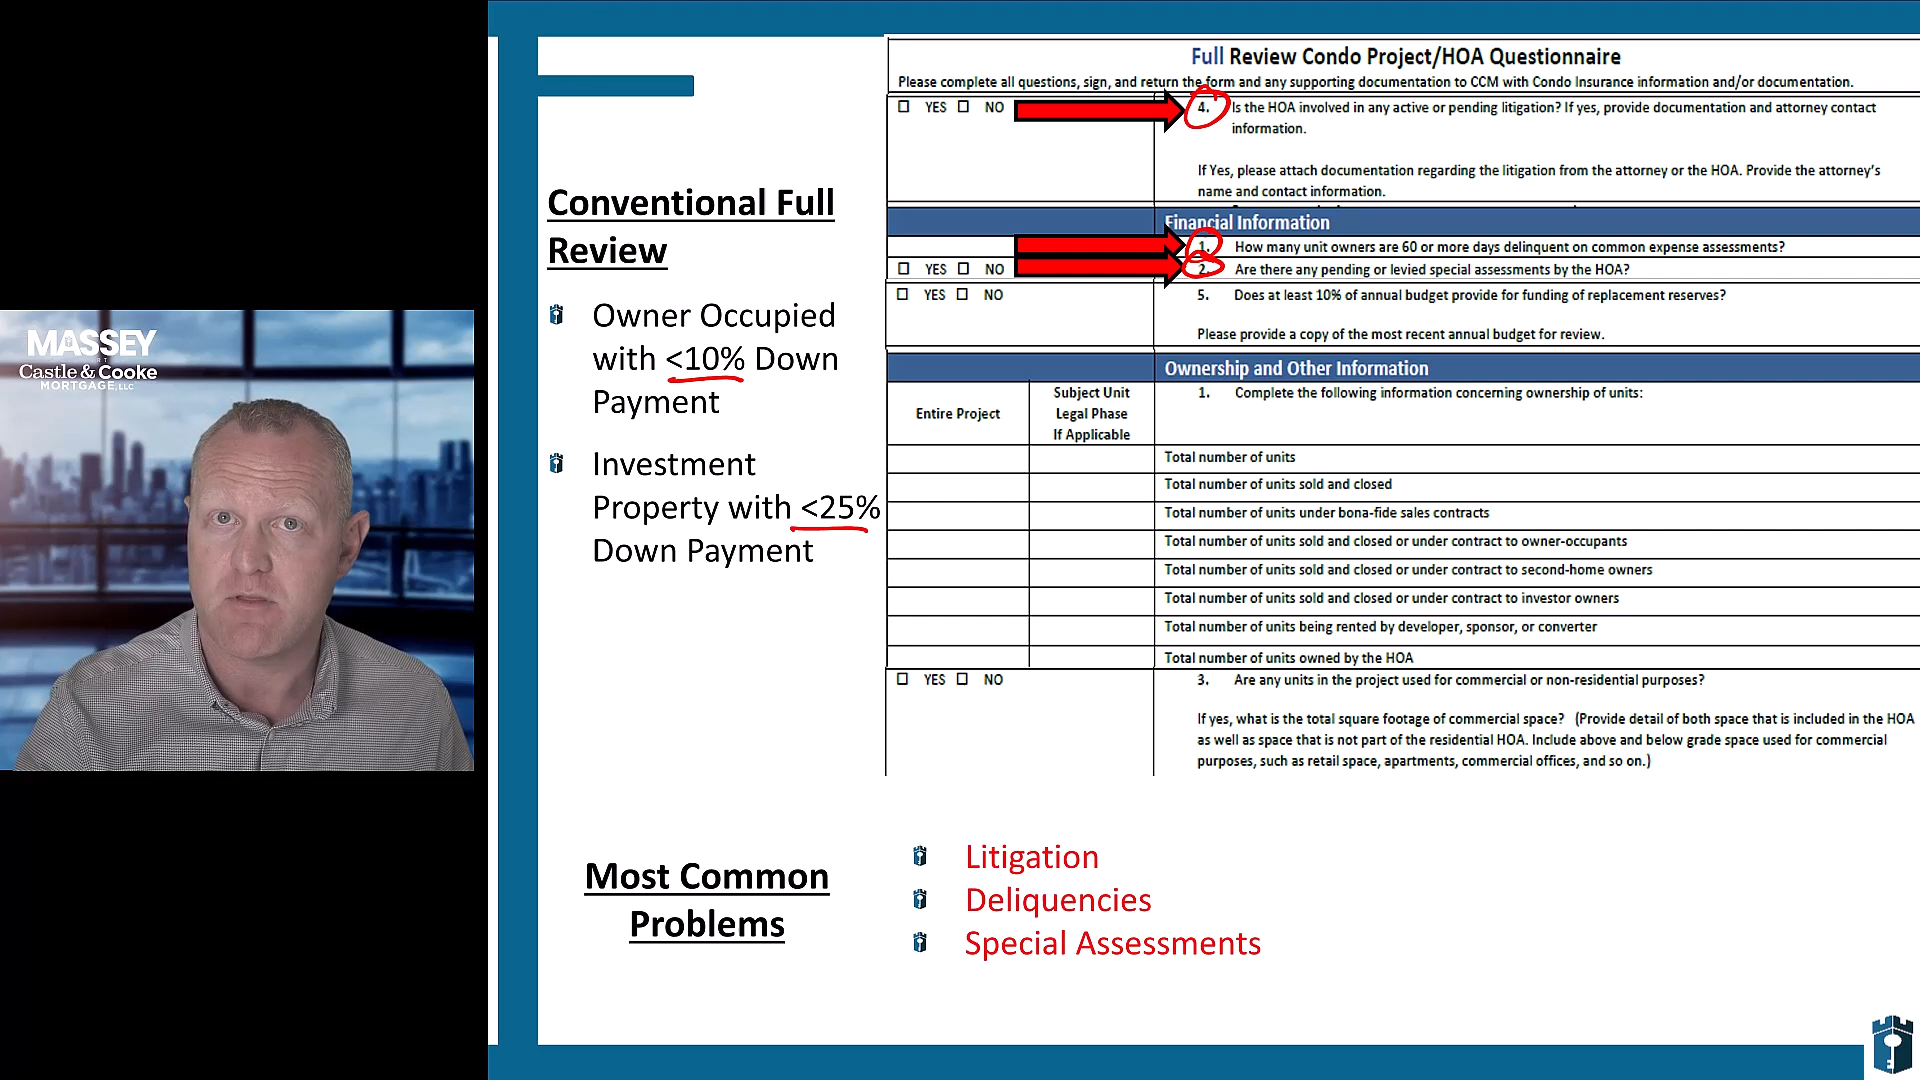 MASSEY
AT
Castle & Cooke
MORTGAGE, LLC
Conventional Full
Review
Owner Occupied
with <10% Down
Payment
Investment
Property with <25%
Down Payment
Full Review Condo Project/HOA Questionnaire
Please complete all questions, sign, and return the form and any supporting documentation to CCM with Condo Insurance information and/or documentation.
☐ YES ☐ NO
4. Is the HOA involved in any active or pending litigation? If yes, provide documentation and attorney contact
information.
If Yes, please attach documentation regarding the litigation from the attorney or the HOA. Provide the attorney's
name and contact information.
Financial Information
1. How many unit owners are 60 or more days delinquent on common expense assessments?
☐ YES ☐ NO
2. Are there any pending or levied special assessments by the HOA?
☐ YES ☐ NO
5. Does at least 10% of annual budget provide for funding of replacement reserves?
Please provide a copy of the most recent annual budget for review.
Ownership and Other Information
Entire Project
Subject Unit
Legal Phase
If Applicable
1. Complete the following information concerning ownership of units:
Total number of units
Total number of units sold and closed
Total number of units under bona-fide sales contracts
Total number of units sold and closed or under contract to owner-occupants
Total number of units sold and closed or under contract to second-home owners
Total number of units sold and closed or under contract to investor owners
Total number of units being rented by developer, sponsor, or converter
Total number of units owned by the HOA
☐ YES ☐ NO
3. Are any units in the project used for commercial or non-residential purposes?
If yes, what is the total square footage of commercial space? (Provide detail of both space that is included in the HOA
as well as space that is not part of the residential HOA. Include above and below grade space used for commercial
purposes, such as retail space, apartments, commercial offices, and so on.)
Most Common
Problems
Litigation
Deliquencies
Special Assessments